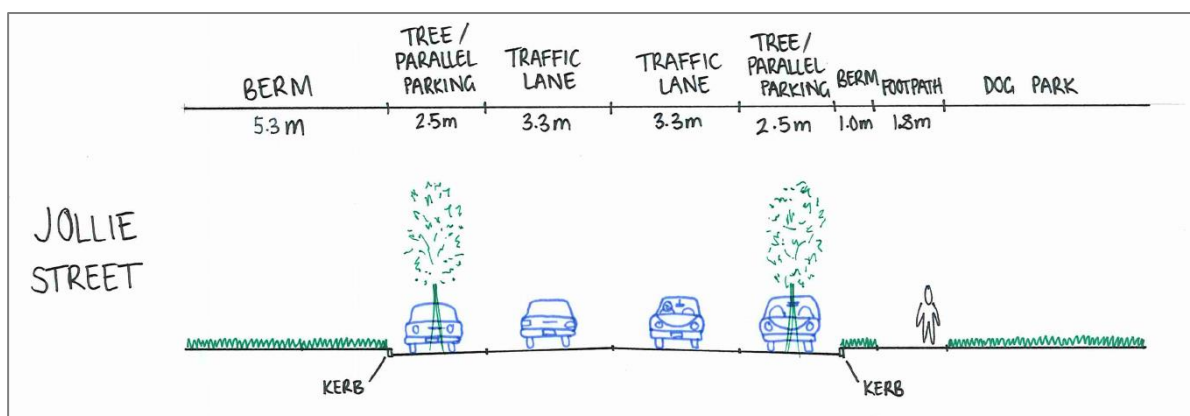 BERM
TREE/
PARALLEL
PARKING
TRAFFIC
LANE
TRAFFIC
LANE
TREE/
PARALLEL
PARKING
BERM
FOOTPATH
DOG PARK
5.3m
2.5m
3.3m
3.3m
2.5m
1.0m
1.8m
JOLLIE
STREET
KERB
KERB